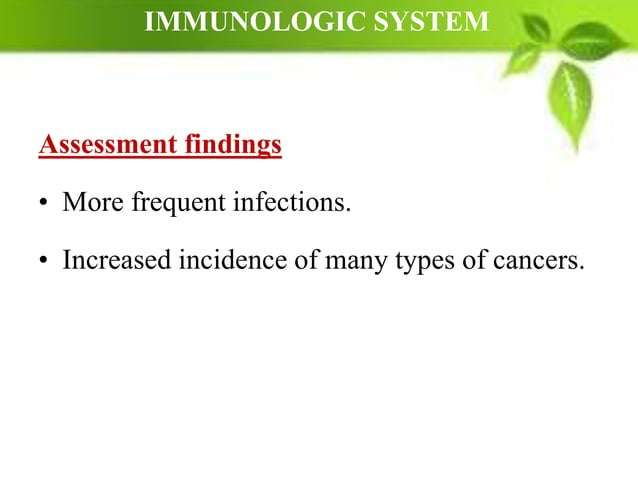 IMMUNOLOGIC SYSTEM
Assessment findings
• More frequent infections.
• Increased incidence of many types of cancers.